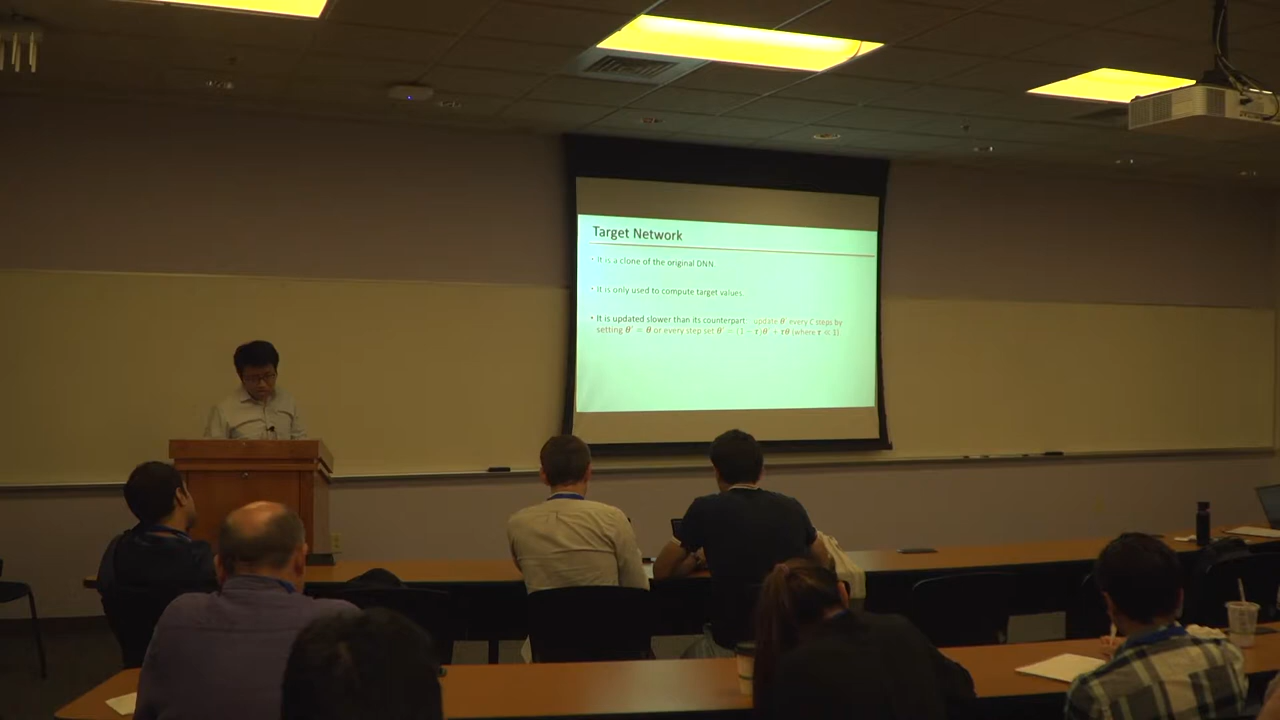 Target Network
• It is a clone of the original DNN.
• It is only used to compute target values.
• It is updated slower than its counterpart update θ' every C steps by
setting θ' = θ or every step set θ' = (1 − τ)θ' + τθ (where τ ≪ 1)